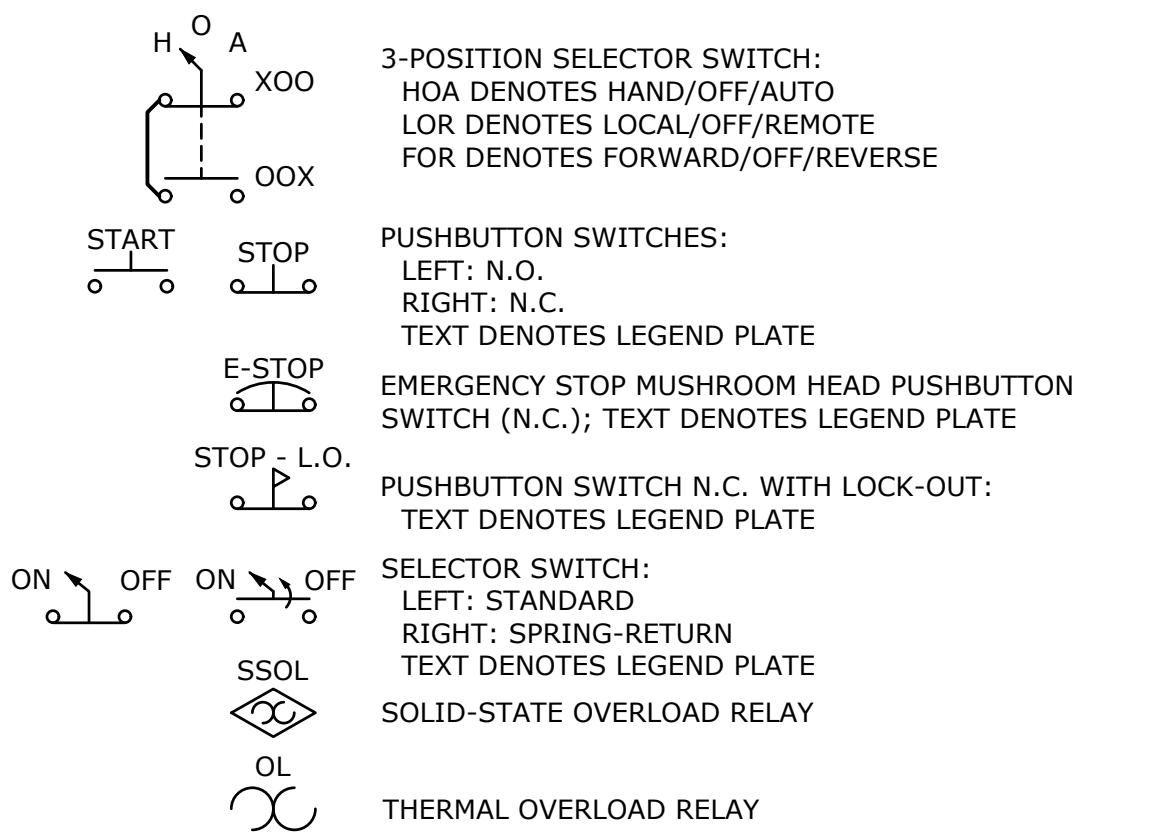 H O A
XOO
OOX
3-POSITION SELECTOR SWITCH:
HOA DENOTES HAND/OFF/AUTO
LOR DENOTES LOCAL/OFF/REMOTE
FOR DENOTES FORWARD/OFF/REVERSE
START STOP
PUSHBUTTON SWITCHES:
LEFT: N.O.
RIGHT: N.C.
TEXT DENOTES LEGEND PLATE
E-STOP
EMERGENCY STOP MUSHROOM HEAD PUSHBUTTON
SWITCH (N.C.); TEXT DENOTES LEGEND PLATE
STOP - L.O.
PUSHBUTTON SWITCH N.C. WITH LOCK-OUT:
TEXT DENOTES LEGEND PLATE
ON OFF ON OFF
SELECTOR SWITCH:
LEFT: STANDARD
RIGHT: SPRING-RETURN
TEXT DENOTES LEGEND PLATE
SSOL
SOLID-STATE OVERLOAD RELAY
OL
THERMAL OVERLOAD RELAY